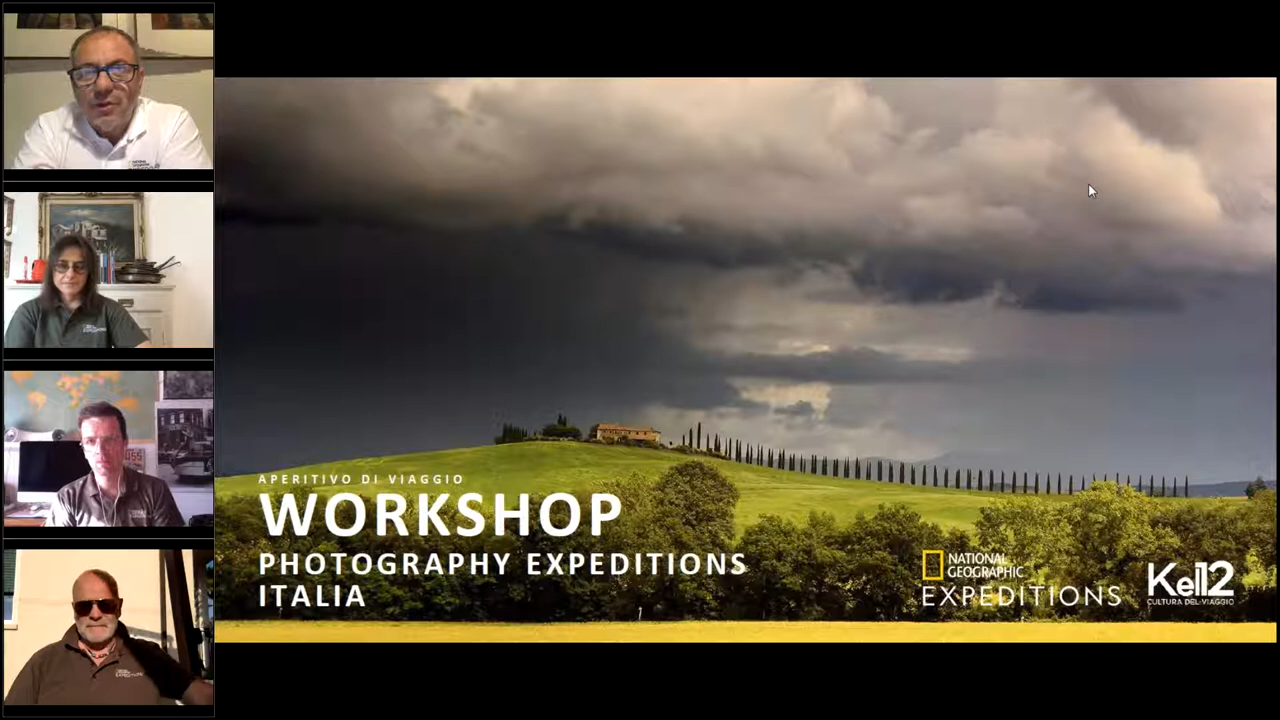 APERITIVO DI VIAGGIO
WORKSHOP
PHOTOGRAPHY EXPEDITIONS
ITALIA
NATIONAL
GEOGRAPHIC
EXPEDITIONS
Kel12
CULTURA DEL VIAGGIO